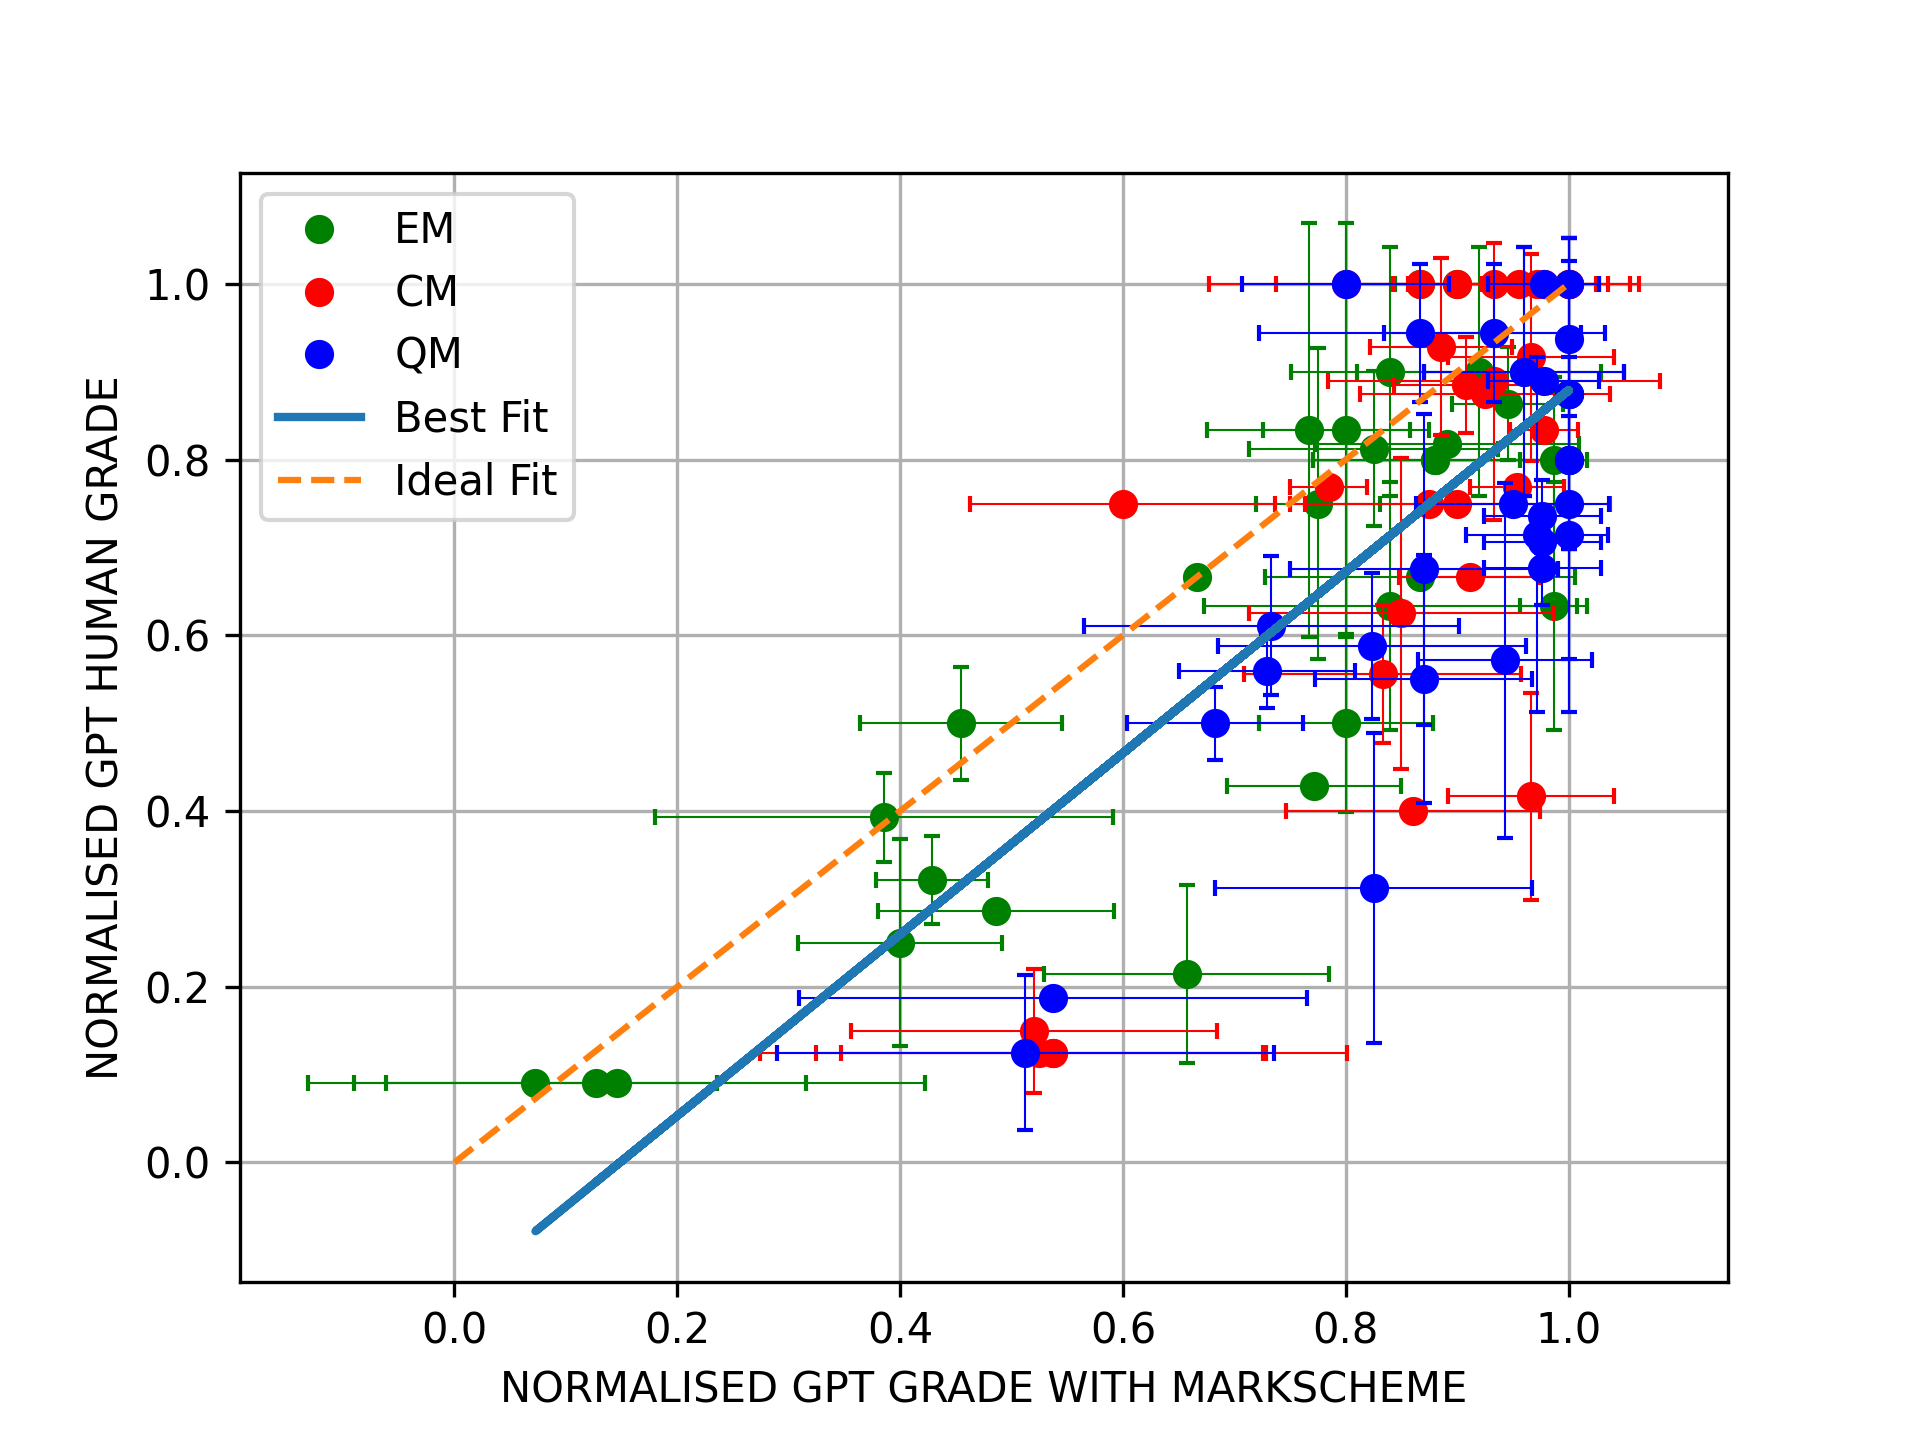 EM
CM
QM
Best Fit
Ideal Fit
NORMALISED GPT HUMAN GRADE
1.0
0.8
0.6
0.4
0.2
0.0
0.0 0.2 0.4 0.6 0.8 1.0
NORMALISED GPT GRADE WITH MARKSCHEME